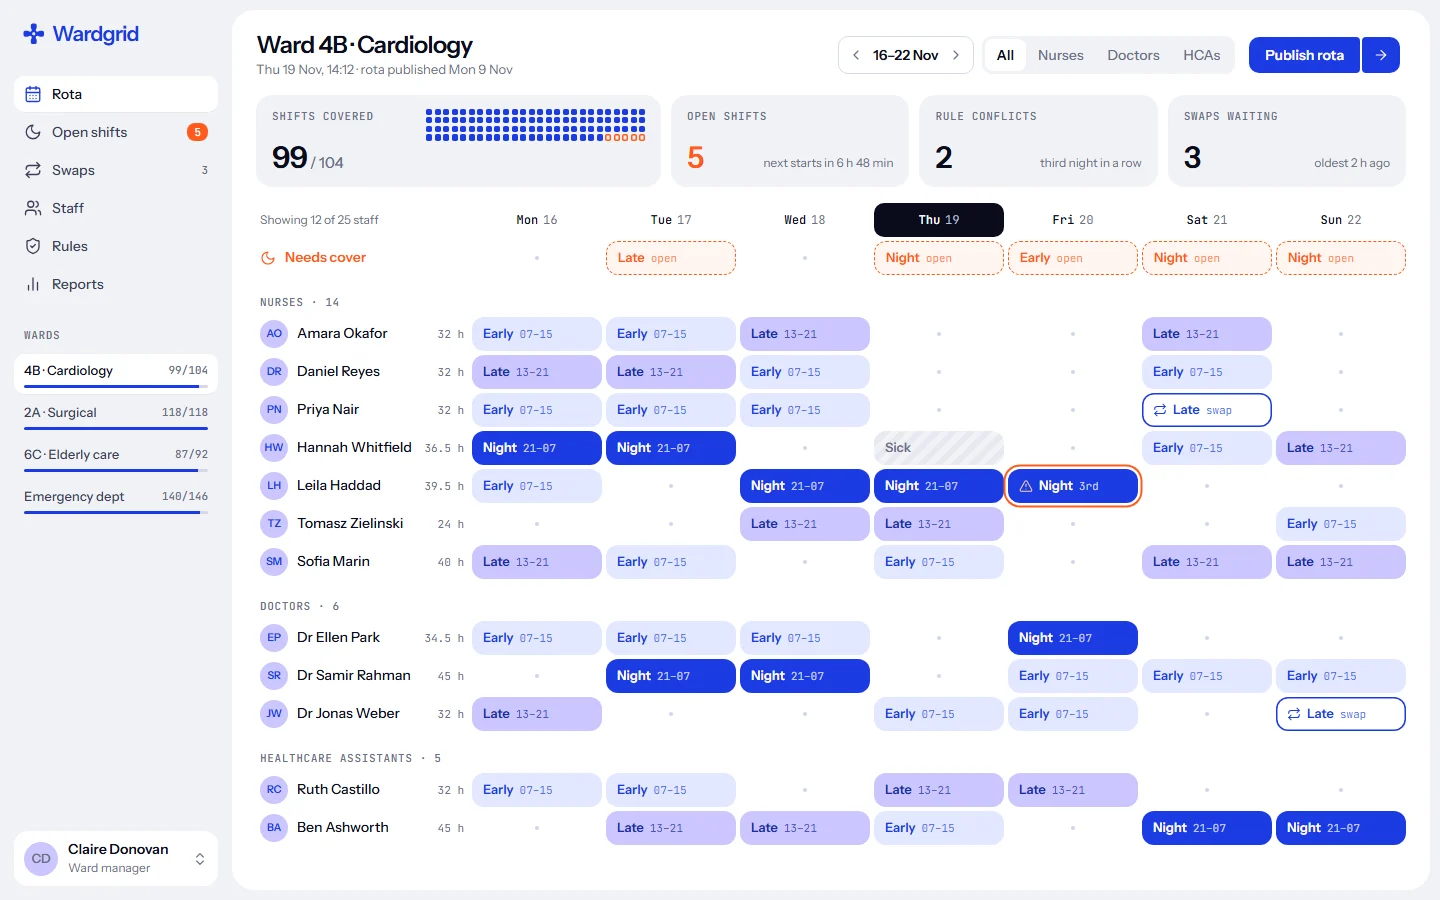 Wardgrid
Rota
Open shifts 5
Swaps 3
Staff
Rules
Reports
WARDS
4B · Cardiology 99/104
2A · Surgical 118/118
6C · Elderly care 87/92
Emergency dept 140/146
CD Claire Donovan
Ward manager
Ward 4B · Cardiology
Thu 19 Nov, 14:12 · rota published Mon 9 Nov
16–22 Nov
All Nurses Doctors HCAs
Publish rota
SHIFTS COVERED
99 / 104
OPEN SHIFTS
5 next starts in 6 h 48 min
RULE CONFLICTS
2 third night in a row
SWAPS WAITING
3 oldest 2 h ago
Showing 12 of 25 staff Mon 16 Tue 17 Wed 18 Thu 19 Fri 20 Sat 21 Sun 22
Needs cover Late open Night open Early open Night open Night open
NURSES · 14
AO Amara Okafor 32 h Early 07–15 Early 07–15 Late 13–21 Late 13–21
DR Daniel Reyes 32 h Late 13–21 Late 13–21 Early 07–15 Early 07–15
PN Priya Nair 32 h Early 07–15 Early 07–15 Early 07–15 Late swap
HW Hannah Whitfield 36.5 h Night 21–07 Night 21–07 Sick Early 07–15 Late 13–21
LH Leila Haddad 39.5 h Early 07–15 Night 21–07 Night 21–07 Night 3rd
TZ Tomasz Zielinski 24 h Late 13–21 Late 13–21 Early 07–15
SM Sofia Marin 40 h Late 13–21 Early 07–15 Early 07–15 Late 13–21 Late 13–21
DOCTORS · 6
EP Dr Ellen Park 34.5 h Early 07–15 Early 07–15 Early 07–15 Night 21–07
SR Dr Samir Rahman 45 h Night 21–07 Night 21–07 Early 07–15 Early 07–15 Early 07–15
JW Dr Jonas Weber 32 h Late 13–21 Early 07–15 Early 07–15 Late swap
HEALTHCARE ASSISTANTS · 5
RC Ruth Castillo 32 h Early 07–15 Early 07–15 Late 13–21 Late 13–21
BA Ben Ashworth 45 h Late 13–21 Late 13–21 Early 07–15 Night 21–07 Night 21–07